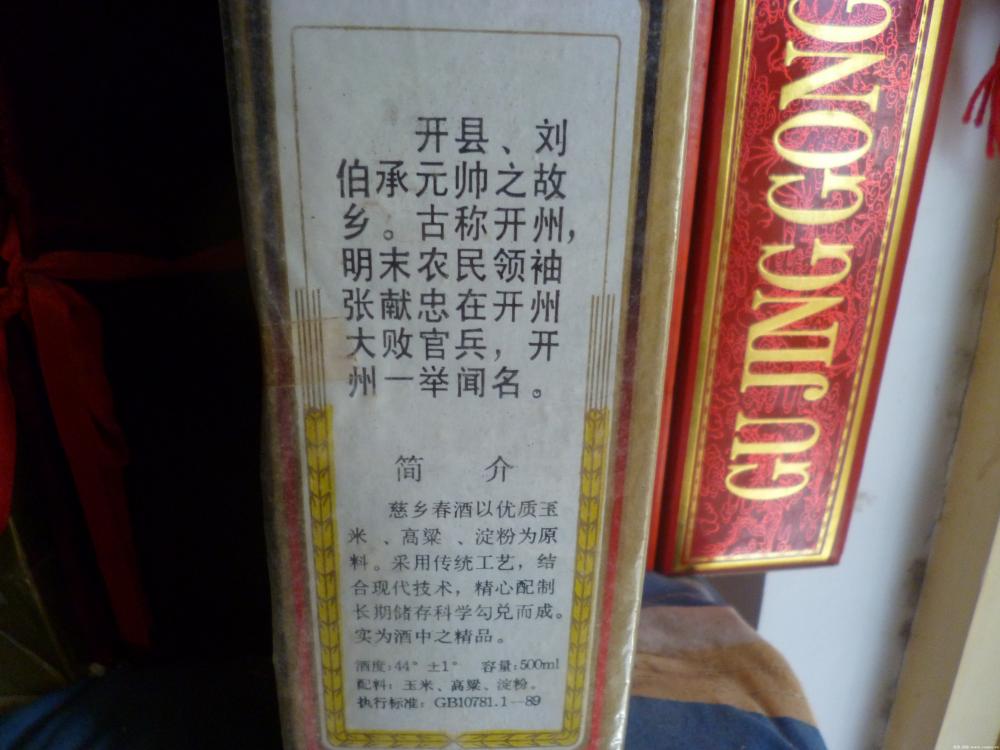 开县、刘
伯承元帅之故
乡。古称开州，
明末农民领袖
张献忠在开州
大败官兵，开
州一举闻名。
简 介
慈乡春酒以优质玉
米、高粱、淀粉为原
料。采用传统工艺，结
合现代技术，精心配制
长期储存科学勾兑而成。
实为酒中之精品。
酒度：44°±1° 容量：500ml
配料：玉米、高粱、淀粉。
执行标准：GB10781.1—89
GU JING GONG